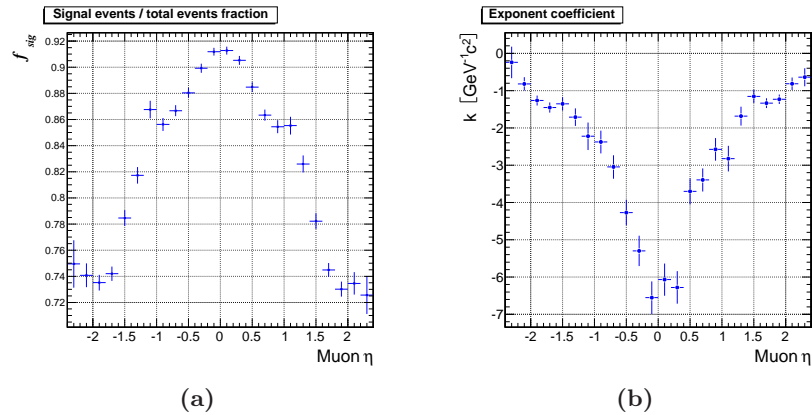 Signal events / total events fraction
f sig
0.92
0.9
0.88
0.86
0.84
0.82
0.8
0.78
0.76
0.74
0.72
-2 -1.5 -1 -0.5 0 0.5 1 1.5 2
Muon η
(a)
Exponent coefficient
k [GeV⁻¹c²]
0
-1
-2
-3
-4
-5
-6
-7
-2 -1.5 -1 -0.5 0 0.5 1 1.5 2
Muon η
(b)